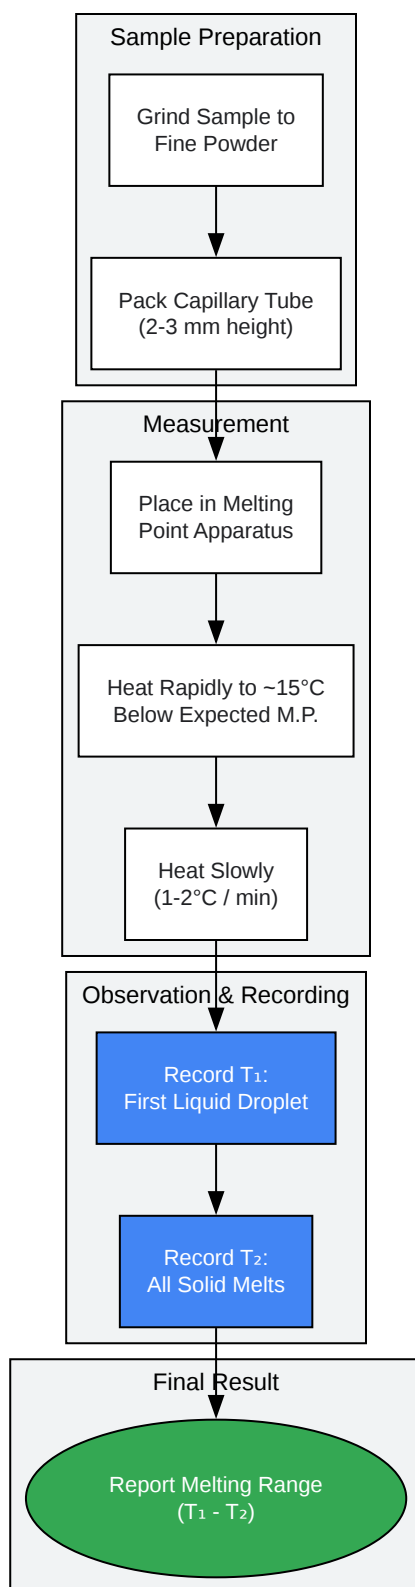 Sample Preparation
Grind Sample to
Fine Powder
Pack Capillary Tube
(2-3 mm height)
Measurement
Place in Melting
Point Apparatus
Heat Rapidly to ~15°C
Below Expected M.P.
Heat Slowly
(1-2°C / min)
Observation & Recording
Record T₁:
First Liquid Droplet
Record T₂:
All Solid Melts
Final Result
Report Melting Range
(T₁ - T₂)